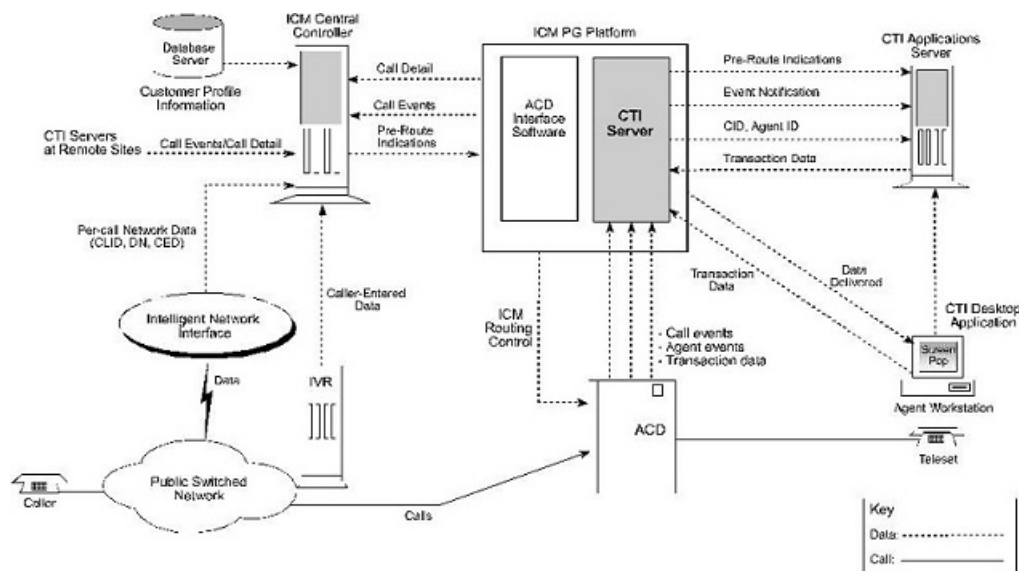 Database
Server
Customer Profile
Information
ICM Central
Controller
CTI Servers
at Remote Sites
Call Events/Call Detail
Call Detail
Call Events
Pre-Route
Indications
ICM PG Platform
ACD
Interface
Software
CTI
Server
Pre-Route Indications
Event Notification
CID, Agent ID
Transaction Data
CTI Applications
Server
Per-call Network Data
(CLID, DN, CED)
Caller-Entered
Data
Intelligent Network
Interface
Data
IVR
Public Switched
Network
Caller
Calls
ICM
Routing
Control
- Call events
- Agent events
- Transaction data
ACD
Transaction
Data
Data
Delivered
CTI Desktop
Application
Screen
Pop
Agent Workstation
Teleset
Key
Data:
Call: